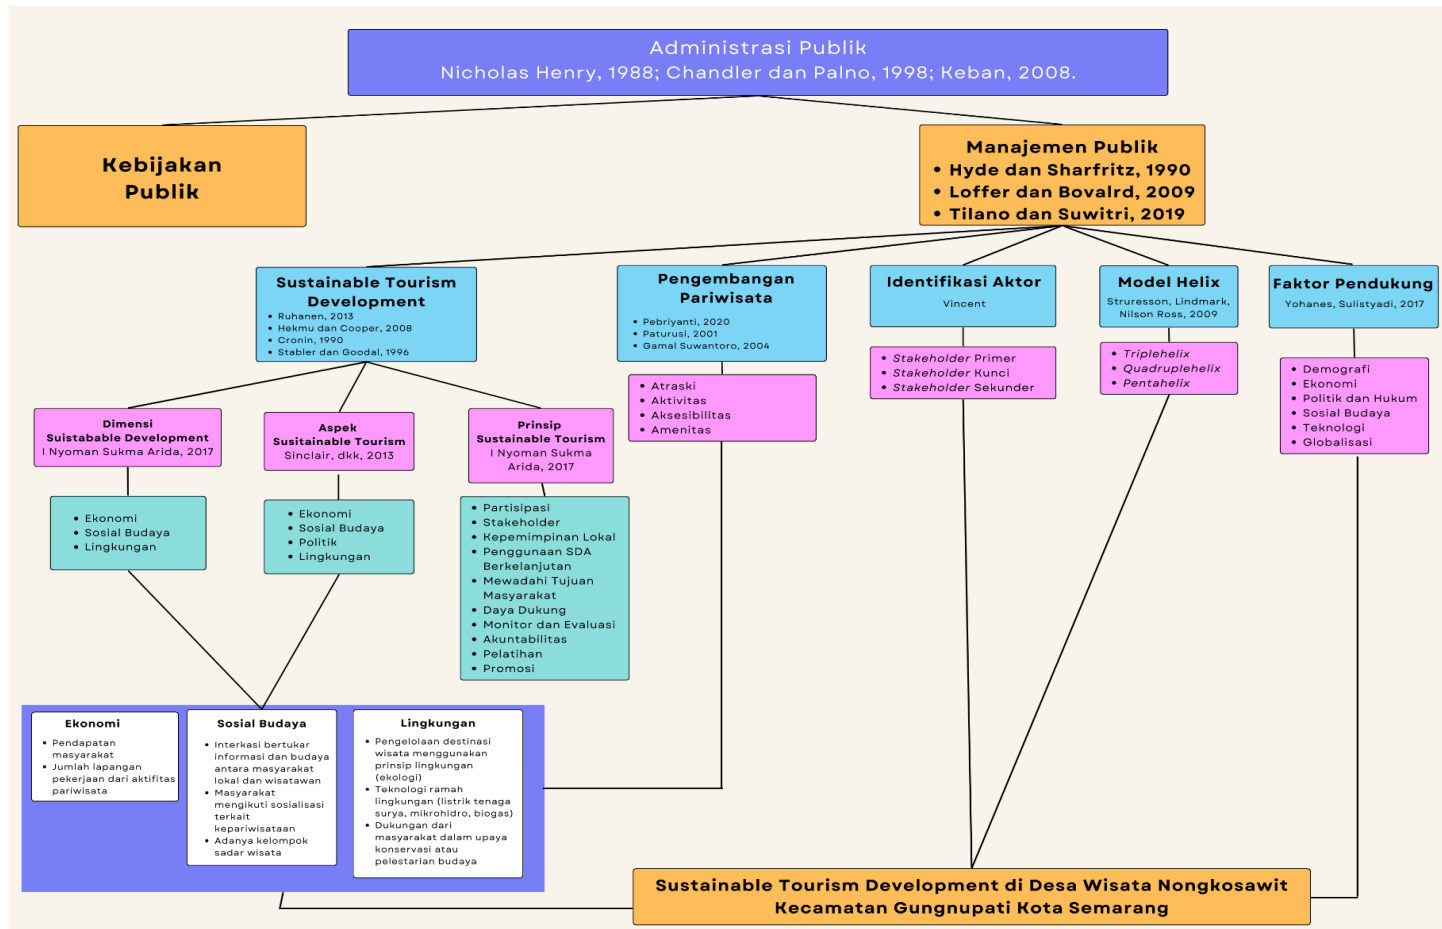 Administrasi Publik
Nicholas Henry, 1988; Chandler dan Palno, 1998; Keban, 2008.
Kebijakan
Publik
Manajemen Publik
• Hyde dan Sharfritz, 1990
• Loffer dan Bovalrd, 2009
• Tilano dan Suwitri, 2019
Sustainable Tourism
Development
• Ruhanen, 2013
• Hekmu dan Cooper, 2008
• Cronin, 1990
• Stabler dan Goodal, 1996
Pengembangan
Pariwisata
• Pebriyanti, 2020
• Paturusi, 2001
• Gamal Suwantoro, 2004
Identifikasi Aktor
Vincent
Model Helix
Struresson, Lindmark,
Nilson Ross, 2009
Faktor Pendukung
Yohanes, Sulistyadi, 2017
Dimensi
Suistabable Development
I Nyoman Sukma Arida, 2017
Aspek
Susitainable Tourism
Sinclair, dkk, 2013
Prinsip
Sustainable Tourism
I Nyoman Sukma
Arida, 2017
• Atraski
• Aktivitas
• Aksesibilitas
• Amenitas
• Stakeholder Primer
• Stakeholder Kunci
• Stakeholder Sekunder
• Triplehelix
• Quadruplehelix
• Pentahelix
• Demografi
• Ekonomi
• Politik dan Hukum
• Sosial Budaya
• Teknologi
• Globalisasi
• Ekonomi
• Sosial Budaya
• Lingkungan
• Ekonomi
• Sosial Budaya
• Politik
• Lingkungan
• Partisipasi
• Stakeholder
• Kepemimpinan Lokal
• Penggunaan SDA
Berkelanjutan
• Mewadahi Tujuan
Masyarakat
• Daya Dukung
• Monitor dan Evaluasi
• Akuntabilitas
• Pelatihan
• Promosi
Ekonomi
• Pendapatan
masyarakat
• Jumlah lapangan
pekerjaan dari aktifitas
pariwisata
Sosial Budaya
• Interkasi bertukar
informasi dan budaya
antara masyarakat
lokal dan wisatawan
• Masyarakat
mengikuti sosialisasi
terkait
kepariwisataan
• Adanya kelompok
sadar wisata
Lingkungan
• Pengelolaan destinasi
wisata menggunakan
prinsip lingkungan
(ekologi)
• Teknologi ramah
lingkungan (listrik tenaga
surya, mikrohidro, biogas)
• Dukungan dari
masyarakat dalam upaya
konservasi atau
pelestarian budaya
Sustainable Tourism Development di Desa Wisata Nongkosawit
Kecamatan Gungnupati Kota Semarang